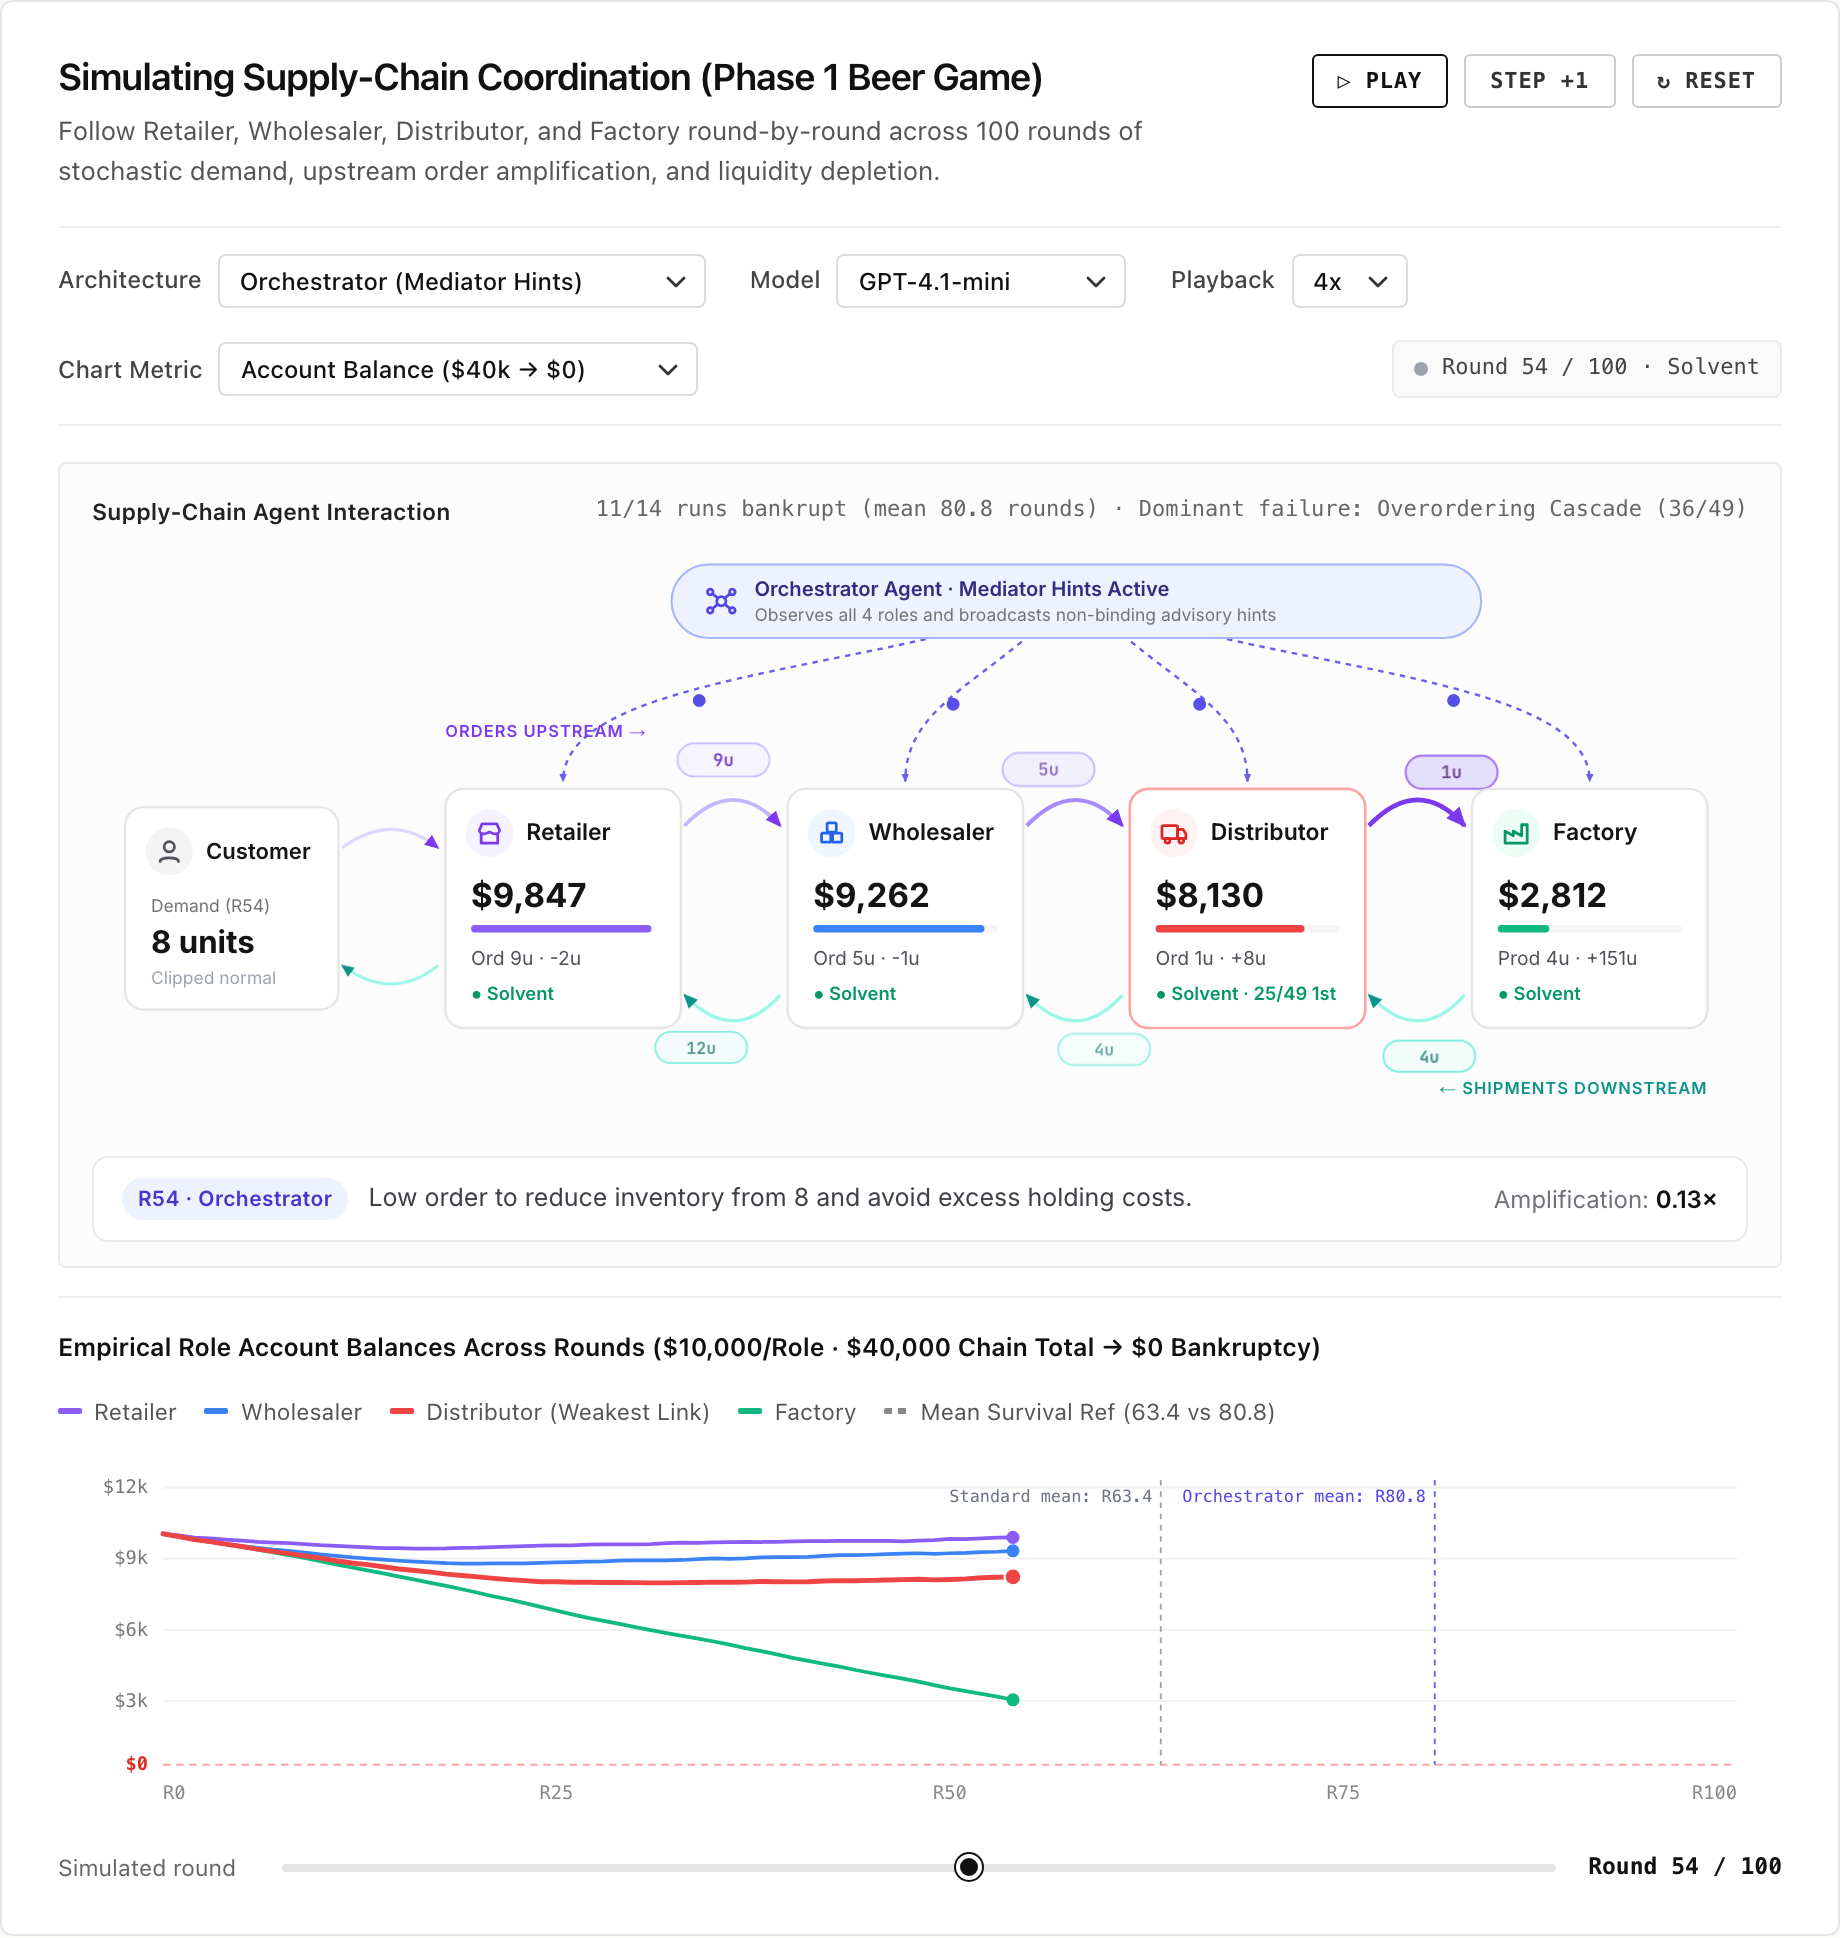 Simulating Supply-Chain Coordination (Phase 1 Beer Game)
▷ PLAY
STEP +1
↻ RESET
Follow Retailer, Wholesaler, Distributor, and Factory round-by-round across 100 rounds of
stochastic demand, upstream order amplification, and liquidity depletion.
Architecture
Orchestrator (Mediator Hints)
Model
GPT-4.1-mini
Playback
4x
Chart Metric
Account Balance ($40k → $0)
Round 54 / 100 · Solvent
Supply-Chain Agent Interaction
11/14 runs bankrupt (mean 80.8 rounds) · Dominant failure: Overordering Cascade (36/49)
Orchestrator Agent · Mediator Hints Active
Observes all 4 roles and broadcasts non-binding advisory hints
ORDERS UPSTREAM →
9u
5u
1u
Customer
Demand (R54)
8 units
Clipped normal
Retailer
$9,847
Ord 9u · -2u
● Solvent
Wholesaler
$9,262
Ord 5u · -1u
● Solvent
Distributor
$8,130
Ord 1u · +8u
● Solvent · 25/49 1st
Factory
$2,812
Prod 4u · +151u
● Solvent
12u
4u
4u
← SHIPMENTS DOWNSTREAM
R54 · Orchestrator
Low order to reduce inventory from 8 and avoid excess holding costs.
Amplification: 0.13×
Empirical Role Account Balances Across Rounds ($10,000/Role · $40,000 Chain Total → $0 Bankruptcy)
Retailer
Wholesaler
Distributor (Weakest Link)
Factory
Mean Survival Ref (63.4 vs 80.8)
$12k
Standard mean: R63.4
Orchestrator mean: R80.8
$9k
$6k
$3k
$0
R0
R25
R50
R75
R100
Simulated round
Round 54 / 100